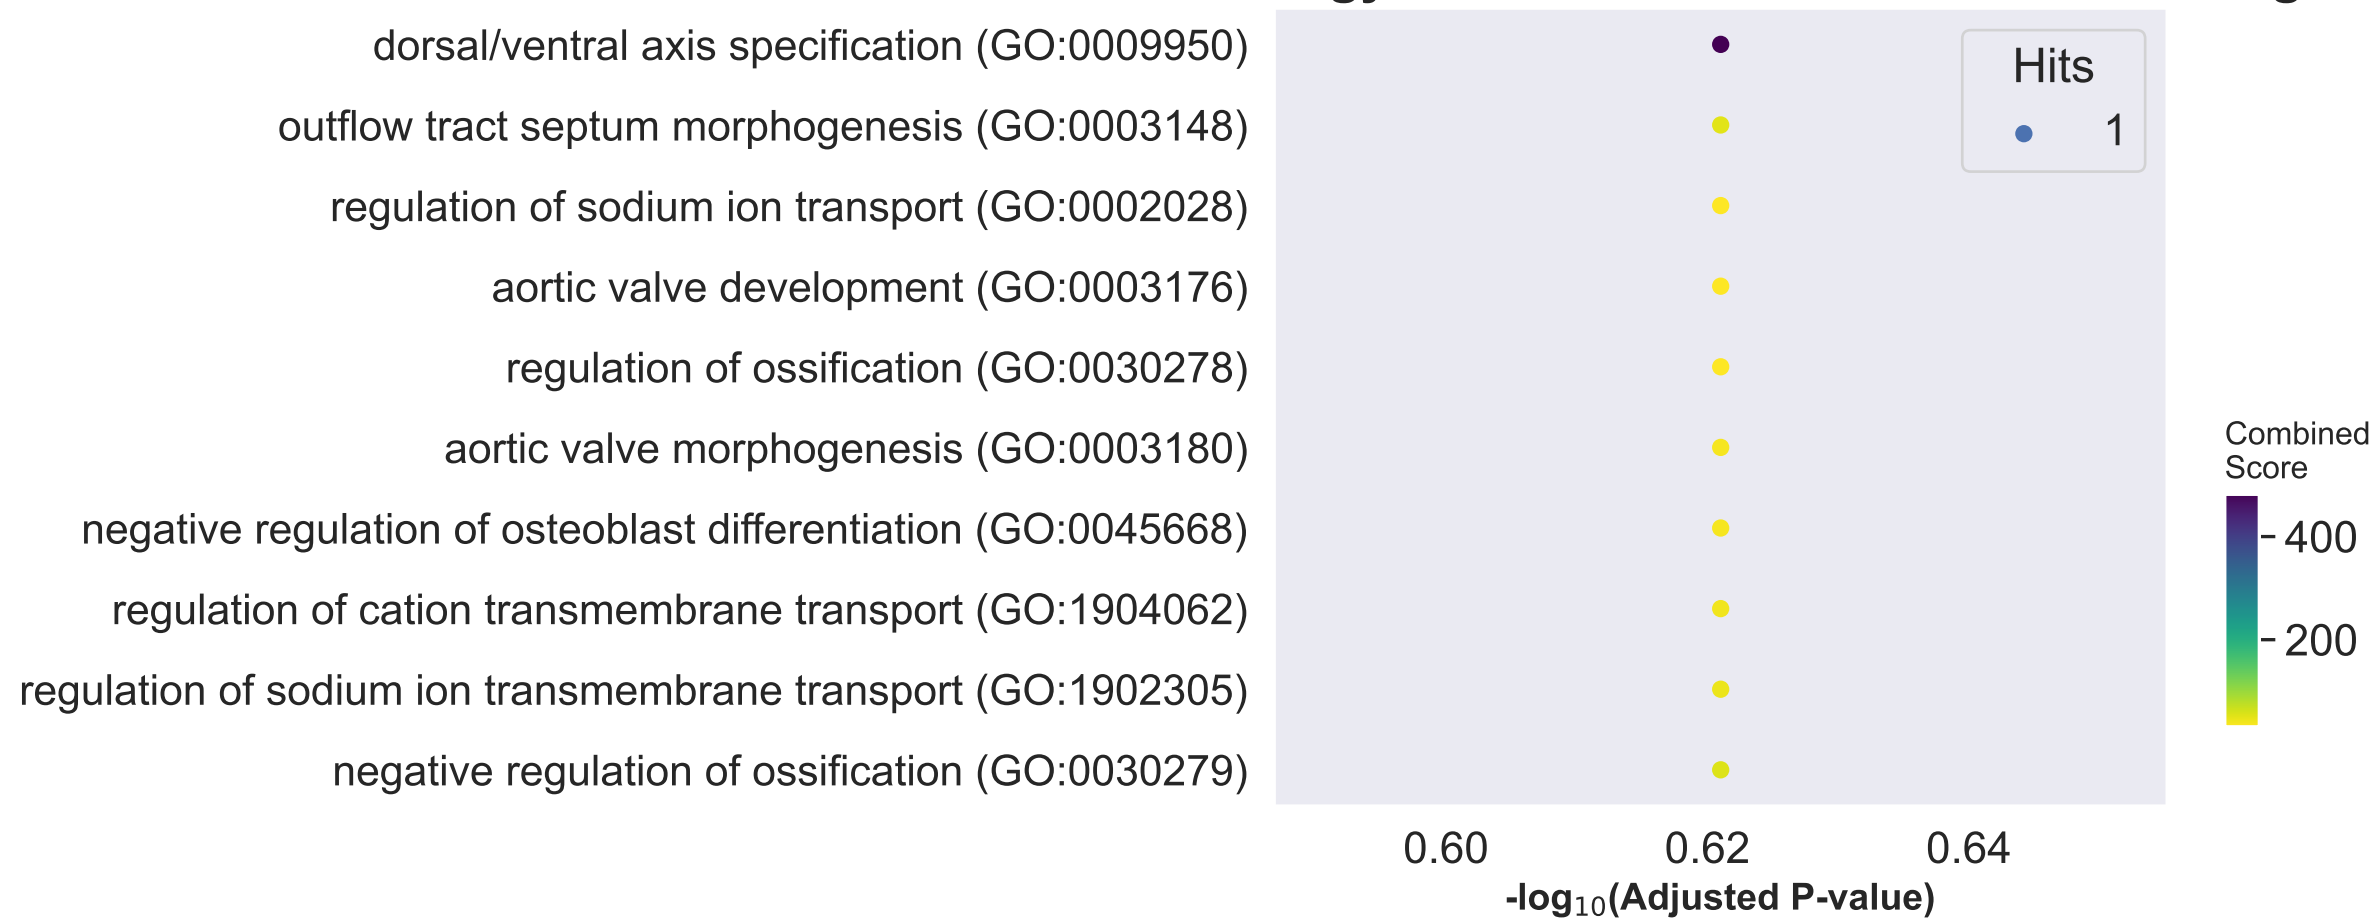 dorsal/ventral axis specification (GO:0009950)
outflow tract septum morphogenesis (GO:0003148)
regulation of sodium ion transport (GO:0002028)
aortic valve development (GO:0003176)
regulation of ossification (GO:0030278)
aortic valve morphogenesis (GO:0003180)
negative regulation of osteoblast differentiation (GO:0045668)
regulation of cation transmembrane transport (GO:1904062)
regulation of sodium ion transmembrane transport (GO:1902305)
negative regulation of ossification (GO:0030279)
Hits
1
Combined
Score
400
200
0.60 0.62 0.64
-log₁₀(Adjusted P-value)